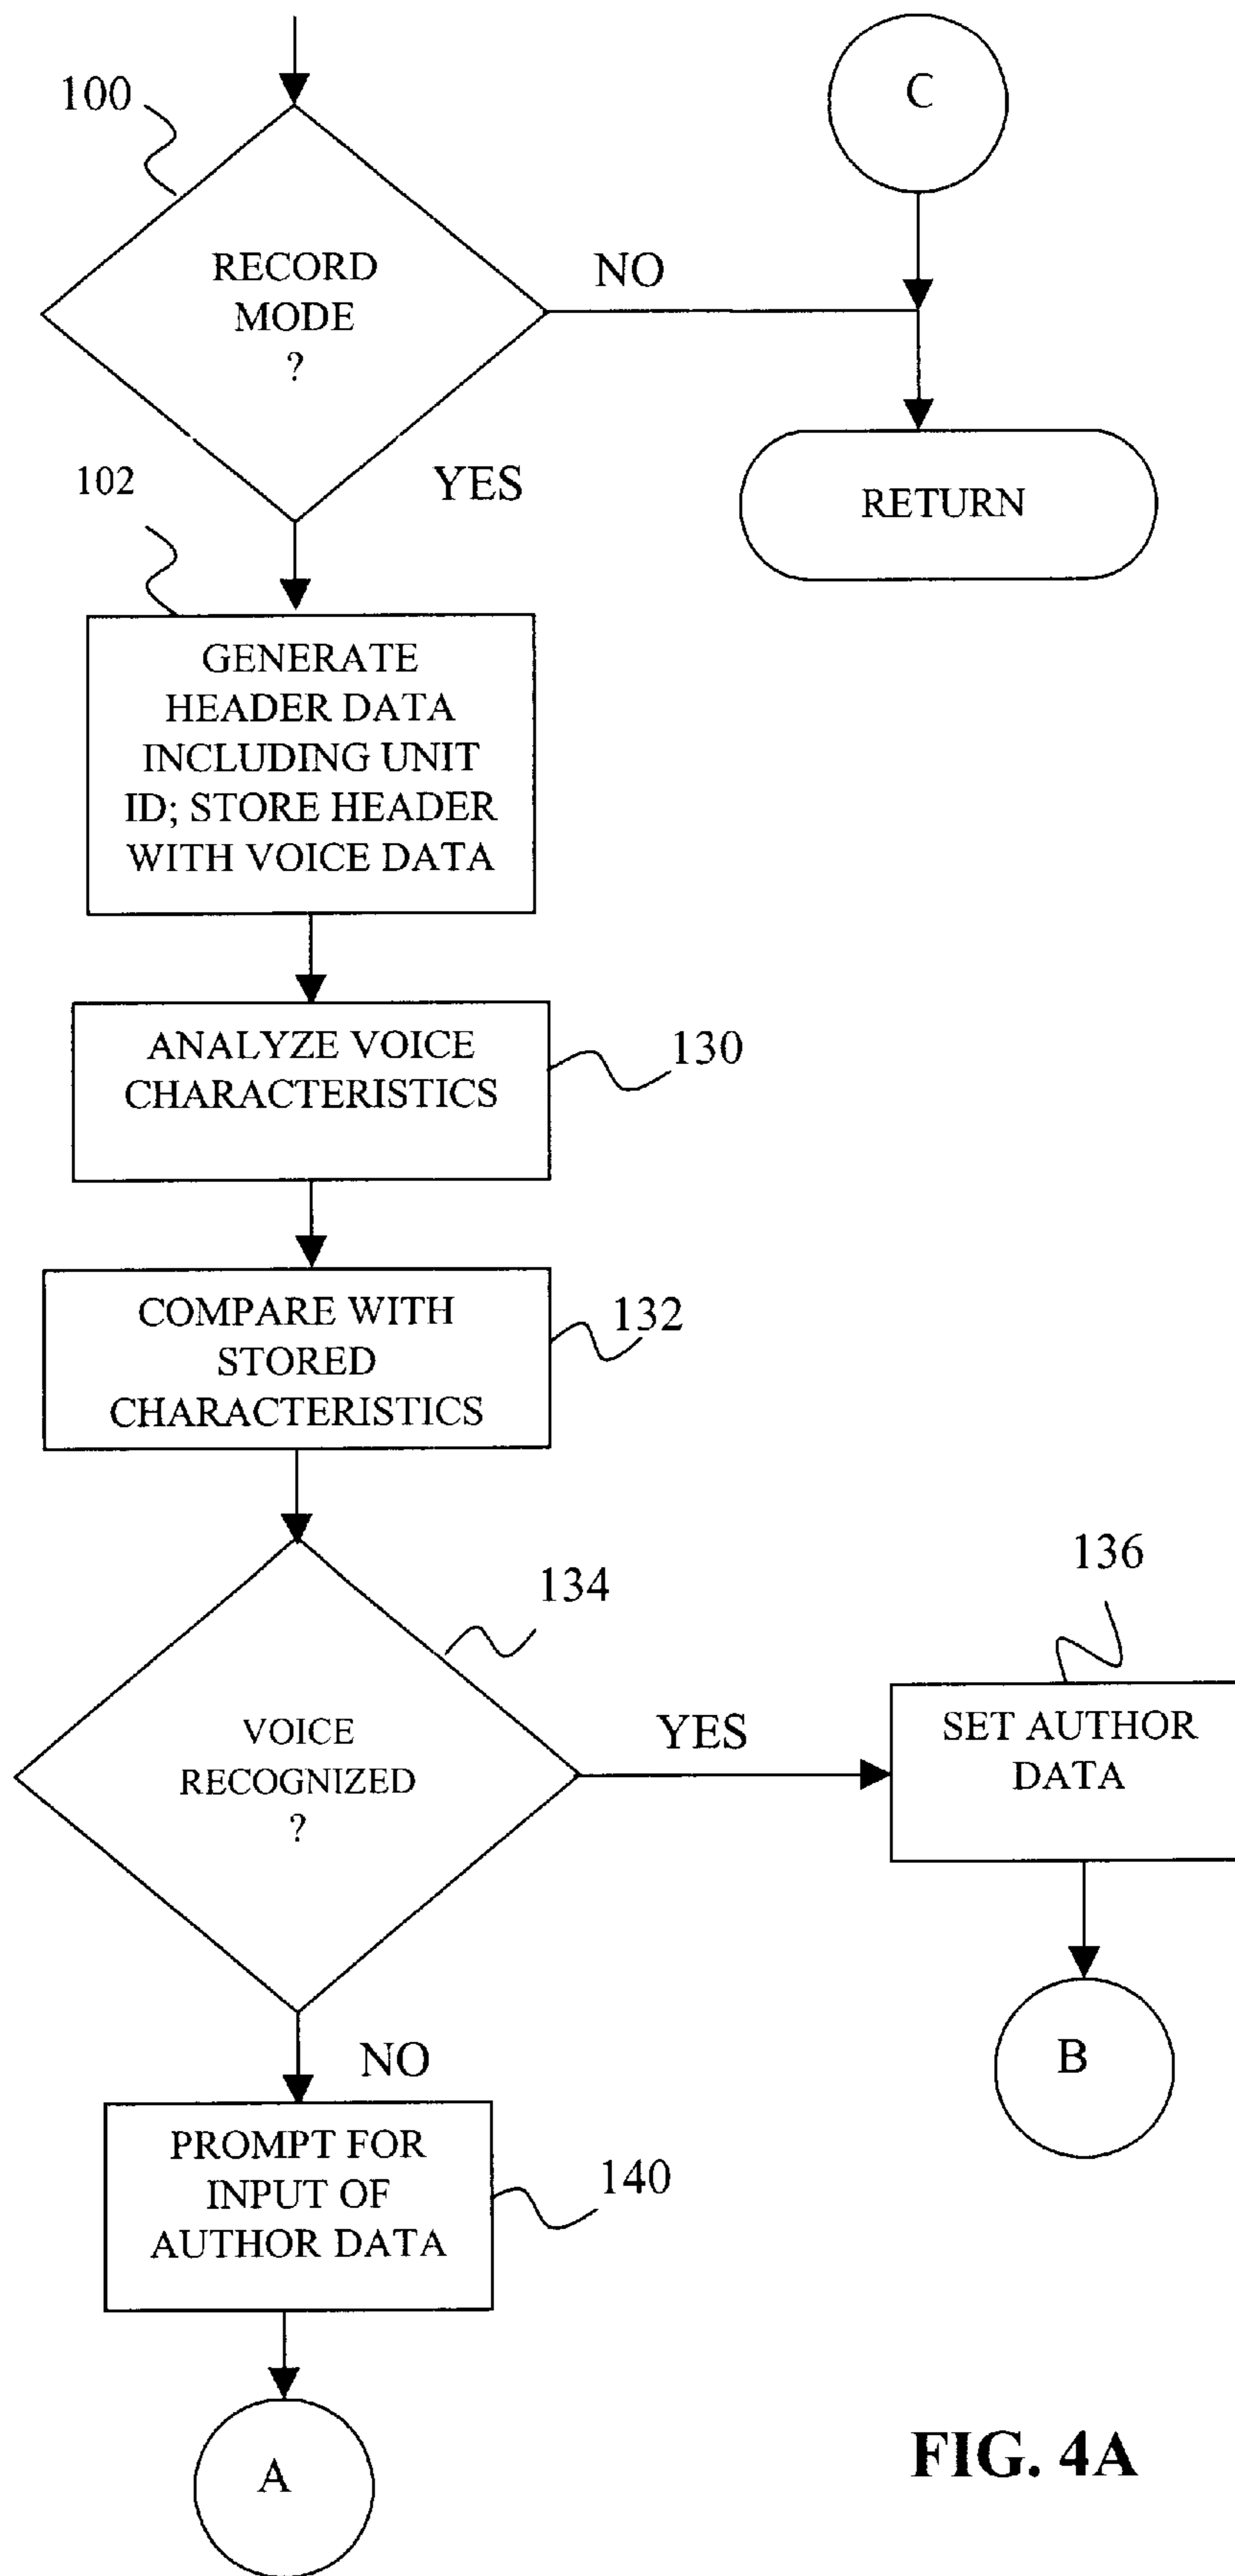 100
C
RECORD
MODE
?
NO
YES
RETURN
102
GENERATE
HEADER DATA
INCLUDING UNIT
ID; STORE HEADER
WITH VOICE DATA
ANALYZE VOICE
CHARACTERISTICS
130
COMPARE WITH
STORED
CHARACTERISTICS
132
134
136
VOICE
RECOGNIZED
?
YES
SET AUTHOR
DATA
B
NO
PROMPT FOR
INPUT OF
AUTHOR DATA
140
A
FIG. 4A